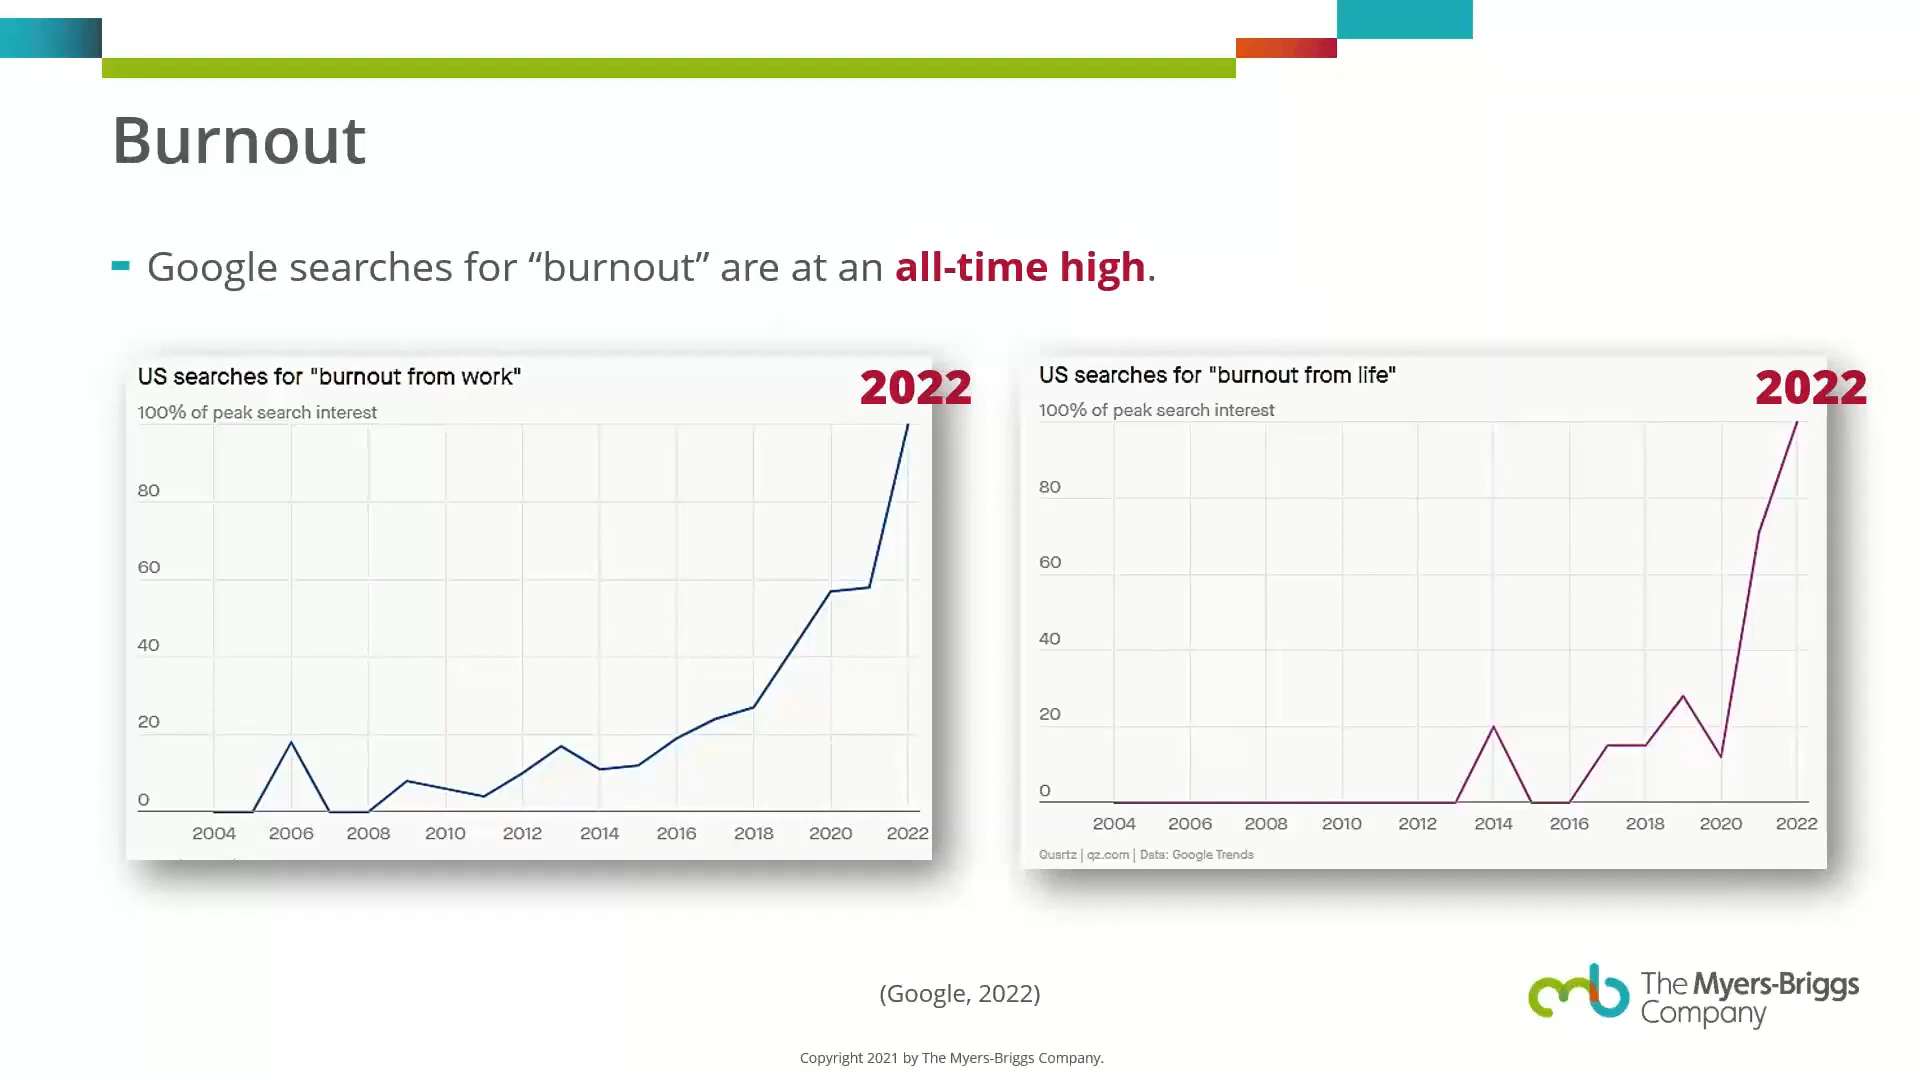 Burnout
Google searches for “burnout” are at an all-time high.
US searches for "burnout from work"
2022
100% of peak search interest
80
60
40
20
0
2004 2006 2008 2010 2012 2014 2016 2018 2020 2022
US searches for "burnout from life"
2022
100% of peak search interest
80
60
40
20
0
2004 2006 2008 2010 2012 2014 2016 2018 2020 2022
Quartz | qz.com | Data: Google Trends
(Google, 2022)
mb
The Myers-Briggs
Company
Copyright 2021 by The Myers-Briggs Company.